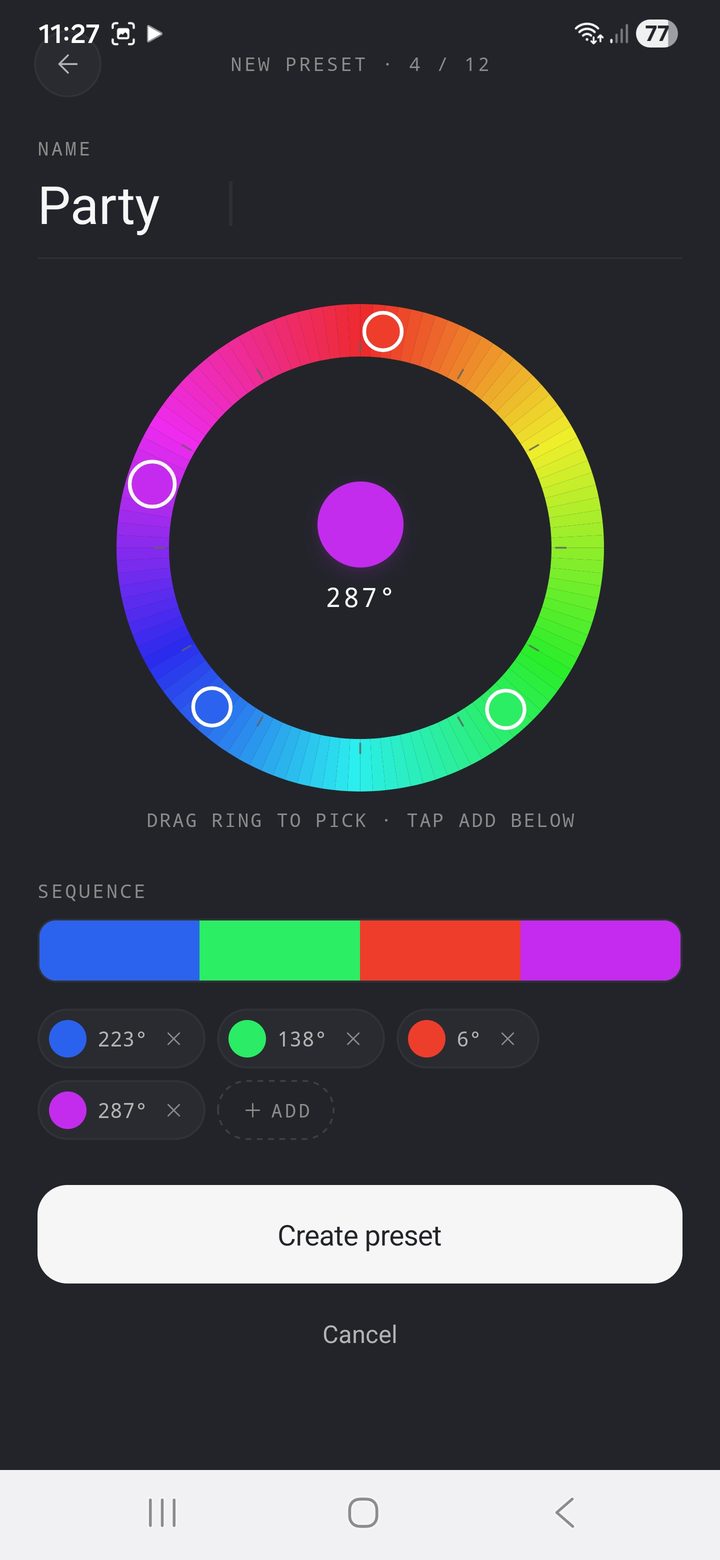 11:27
77
NEW PRESET · 4 / 12
NAME
Party
287°
DRAG RING TO PICK · TAP ADD BELOW
SEQUENCE
223° ×
138° ×
6° ×
287° ×
+ ADD
Create preset
Cancel